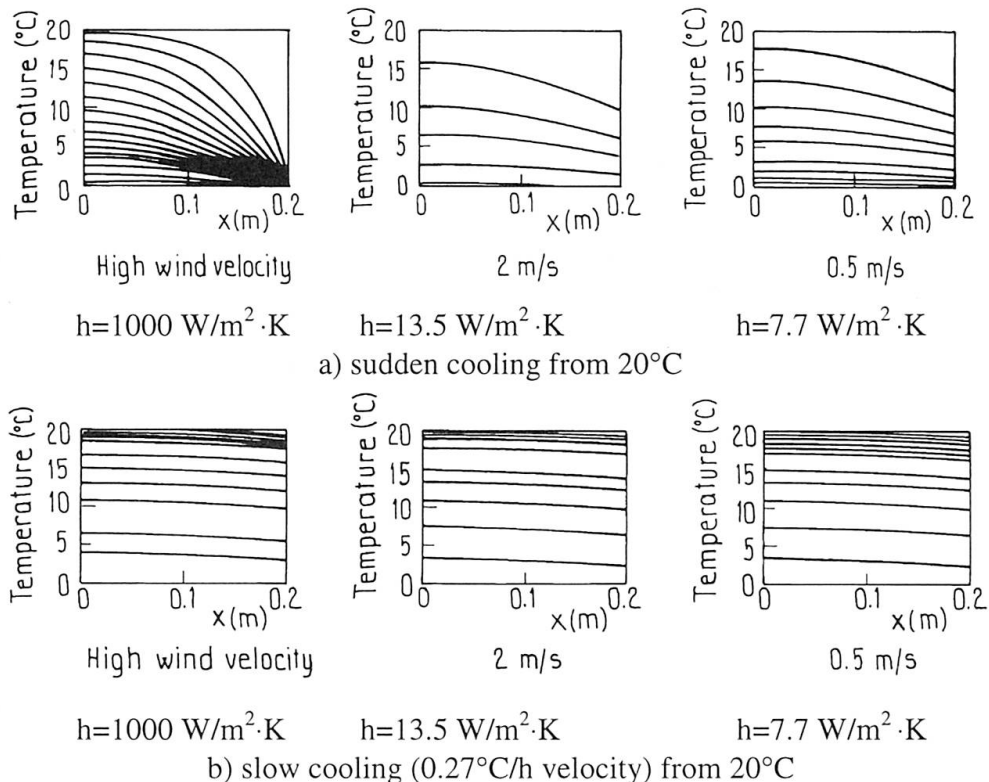 Temperature (°C)
20
15
10
5
0
0
0.1
0.2
x(m)
High wind velocity
h=1000 W/m²·K
Temperature (°C)
20
15
10
5
0
0
0.1
0.2
x(m)
2 m/s
h=13.5 W/m²·K
Temperature (°C)
20
15
10
5
0
0
0.1
0.2
x(m)
0.5 m/s
h=7.7 W/m²·K
a) sudden cooling from 20°C
Temperature (°C)
20
15
10
5
0
0
0.1
0.2
x(m)
High wind velocity
h=1000 W/m²·K
Temperature (°C)
20
15
10
5
0
0
0.1
0.2
x(m)
2 m/s
h=13.5 W/m²·K
Temperature (°C)
20
15
10
5
0
0
0.1
0.2
x(m)
0.5 m/s
h=7.7 W/m²·K
b) slow cooling (0.27°C/h velocity) from 20°C